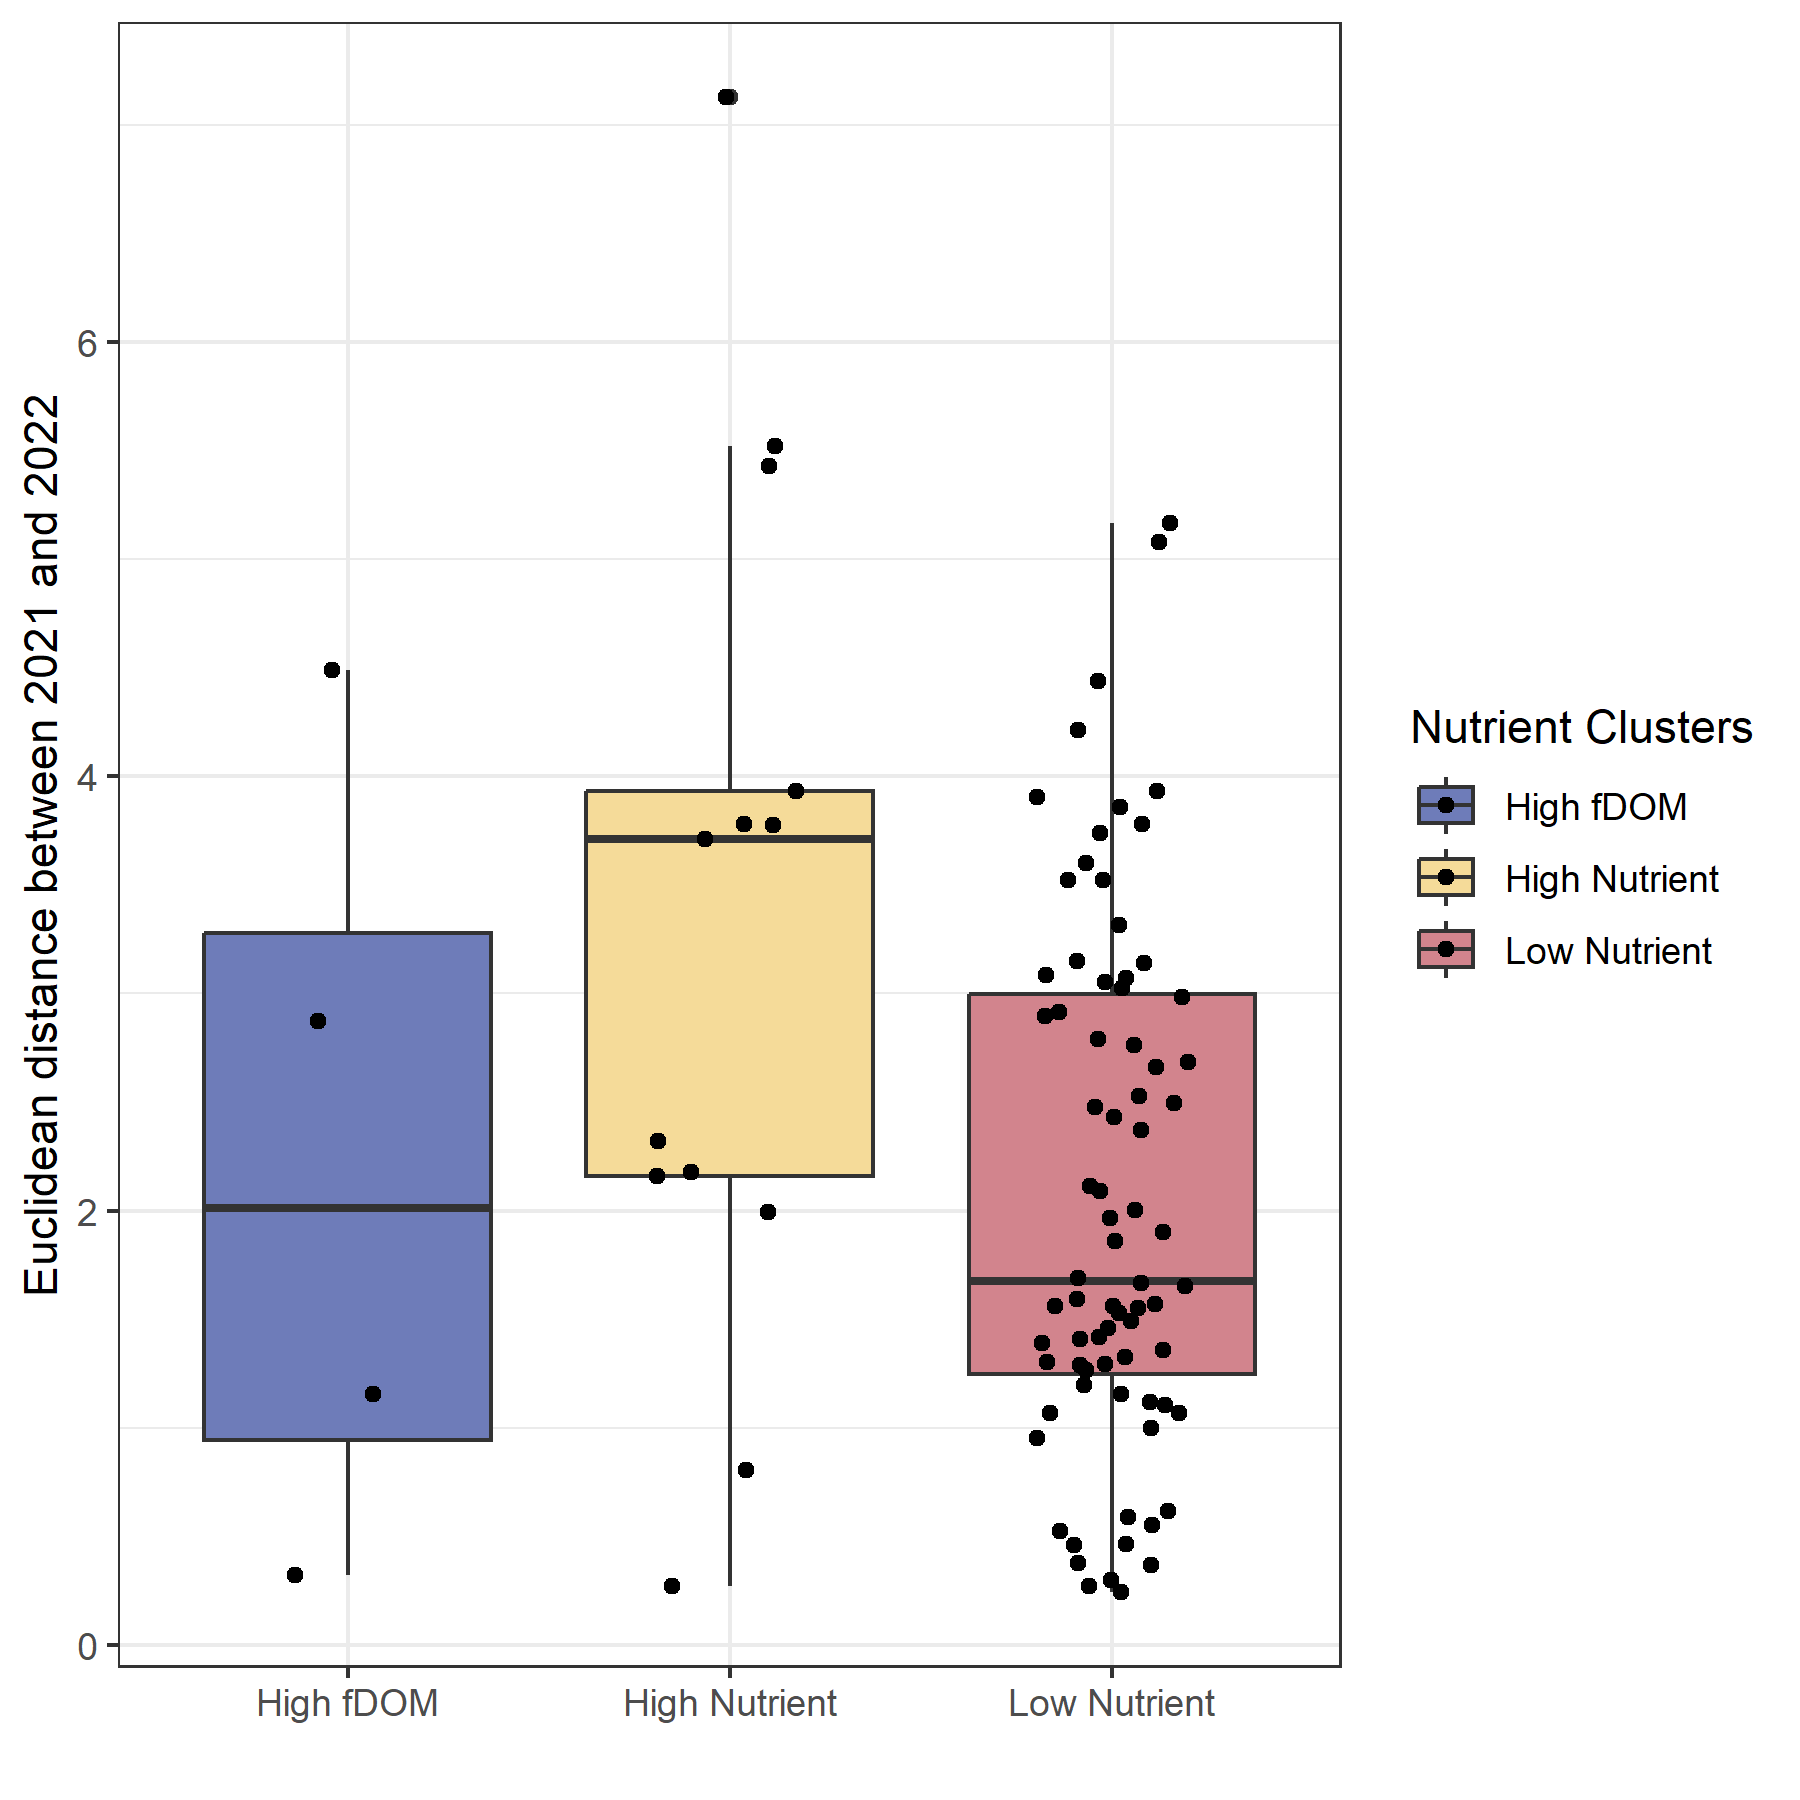 Euclidean distance between 2021 and 2022
6
4
2
0
High fDOM
High Nutrient
Low Nutrient
Nutrient Clusters
High fDOM
High Nutrient
Low Nutrient